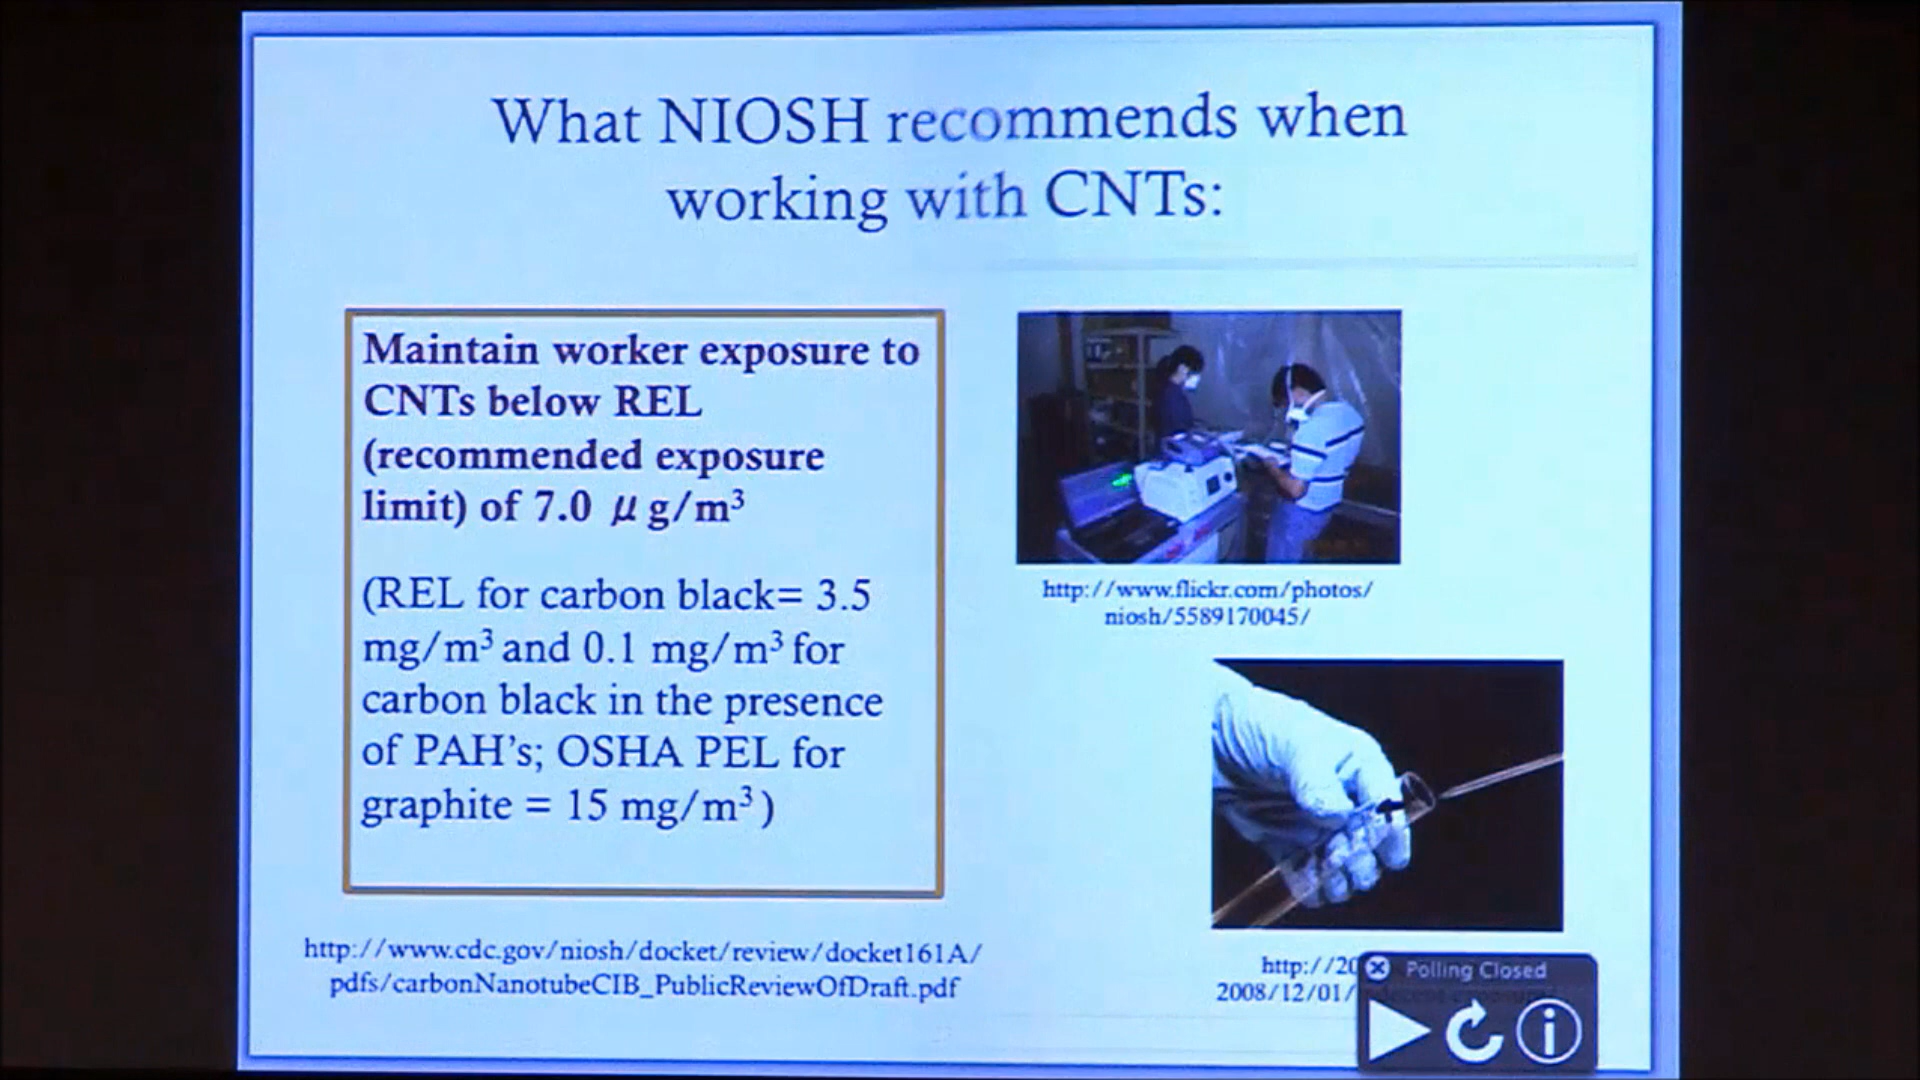 What NIOSH recommends when
working with CNTs:
Maintain worker exposure to
CNTs below REL
(recommended exposure
limit) of 7.0 μg/m³
(REL for carbon black= 3.5
mg/m³ and 0.1 mg/m³ for
carbon black in the presence
of PAH's; OSHA PEL for
graphite = 15 mg/m³)
http://www.cdc.gov/niosh/docket/review/docket161A/
pdfs/carbonNanotubeCIB_PublicReviewOfDraft.pdf
http://www.flickr.com/photos/
niosh/5589170045/
http://20
2008/12/01/
Polling Closed